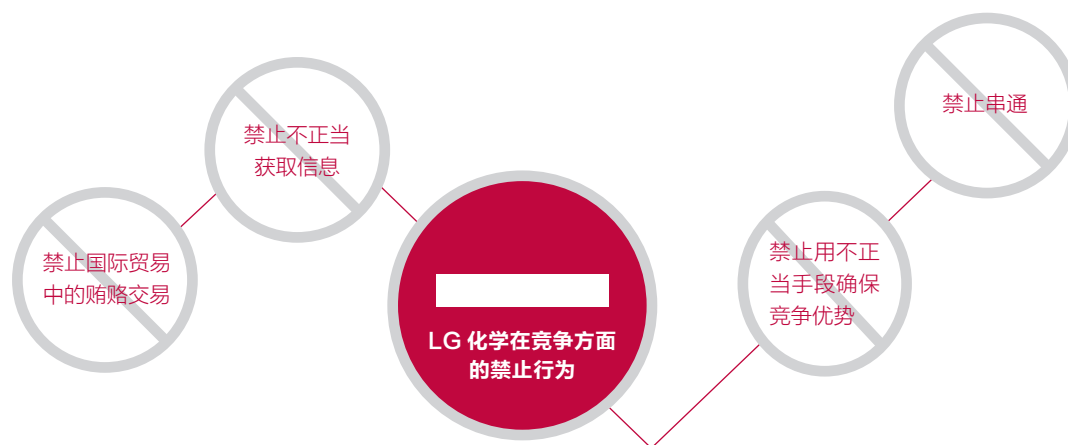 禁止串通
禁止不正当
获取信息
禁止国际贸易
中的贿赂交易
禁止用不正
当手段确保
竞争优势
LG 化学在竞争方面
的禁止行为